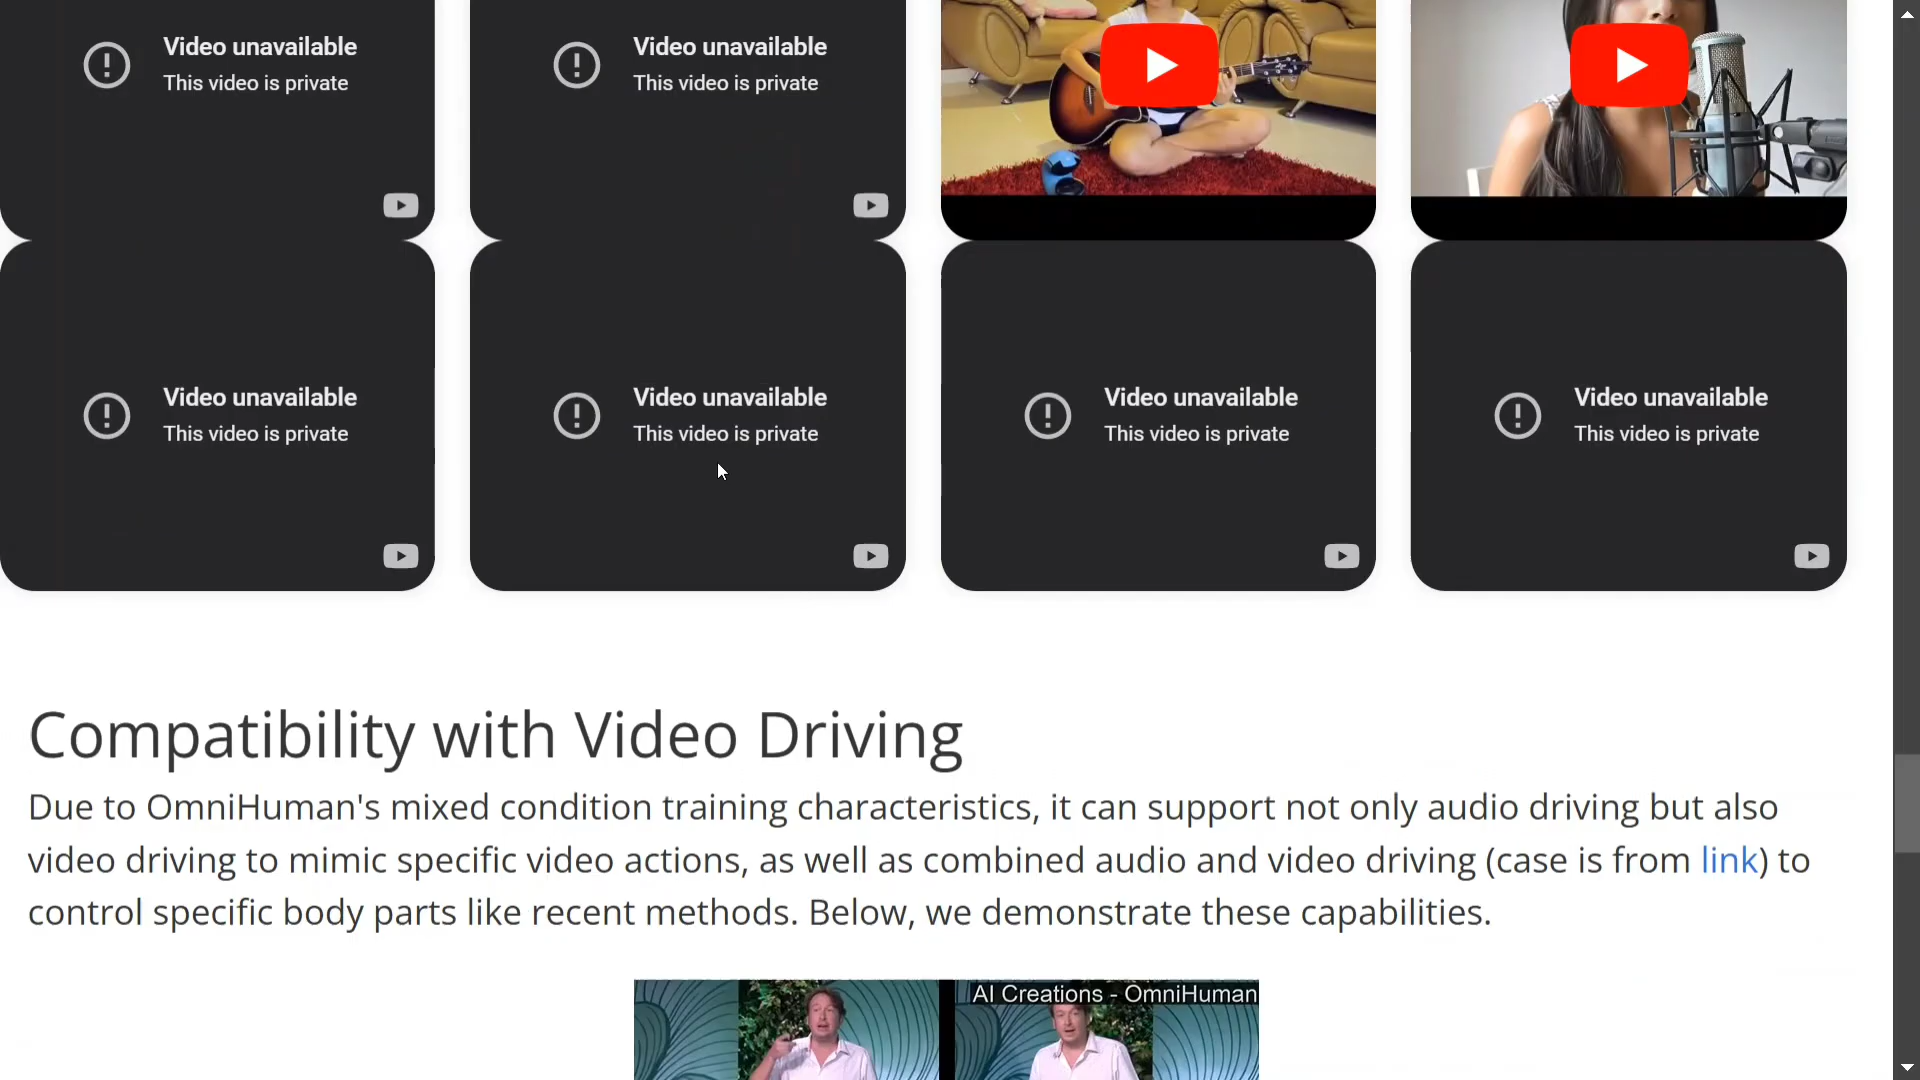 Video unavailable
This video is private
Video unavailable
This video is private
Video unavailable
This video is private
Video unavailable
This video is private
Video unavailable
This video is private
Video unavailable
This video is private
Compatibility with Video Driving
Due to OmniHuman's mixed condition training characteristics, it can support not only audio driving but also
video driving to mimic specific video actions, as well as combined audio and video driving (case is from link) to
control specific body parts like recent methods. Below, we demonstrate these capabilities.
AI Creations - OmniHuman